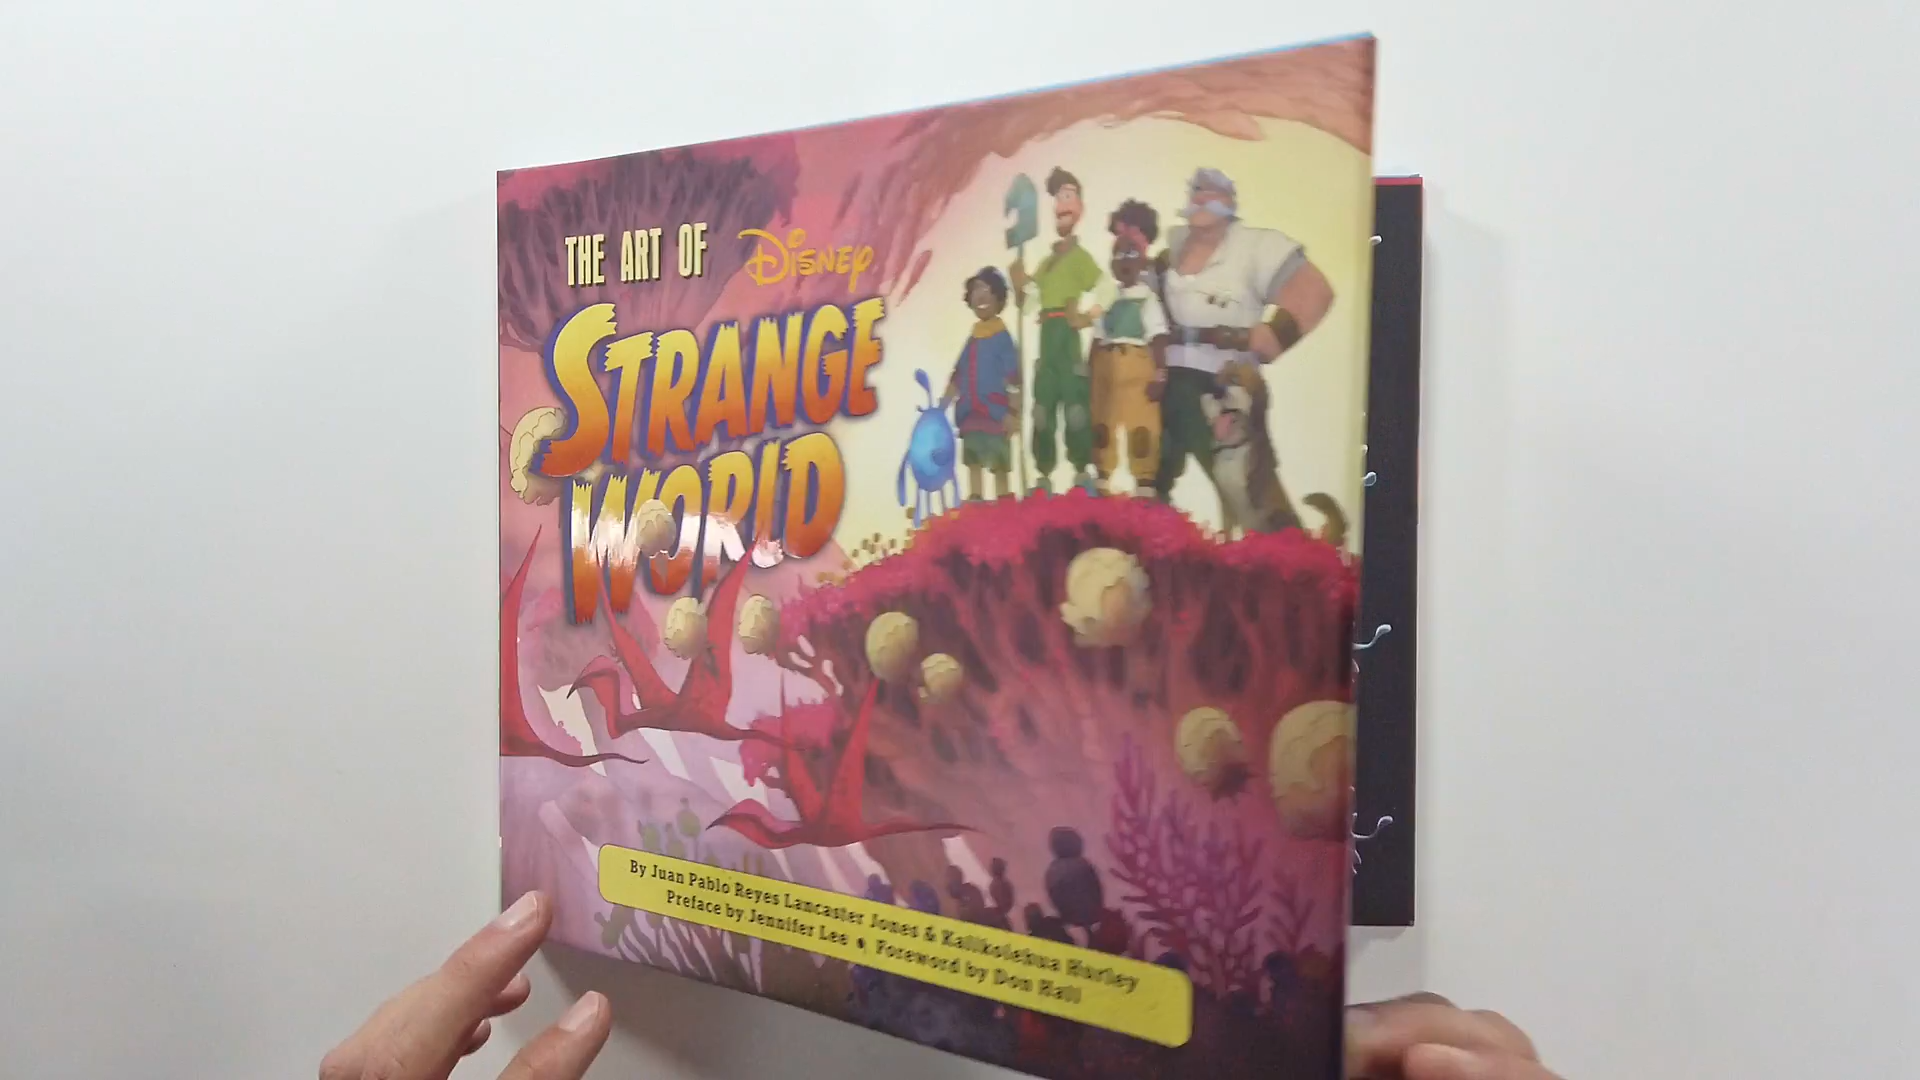 THE ART OF DISNEY
STRANGE
WORLD
By Juan Pablo Reyes Lancaster Jones & Kalikolehua Hurley
Preface by Jennifer Lee • Foreword by Don Hall